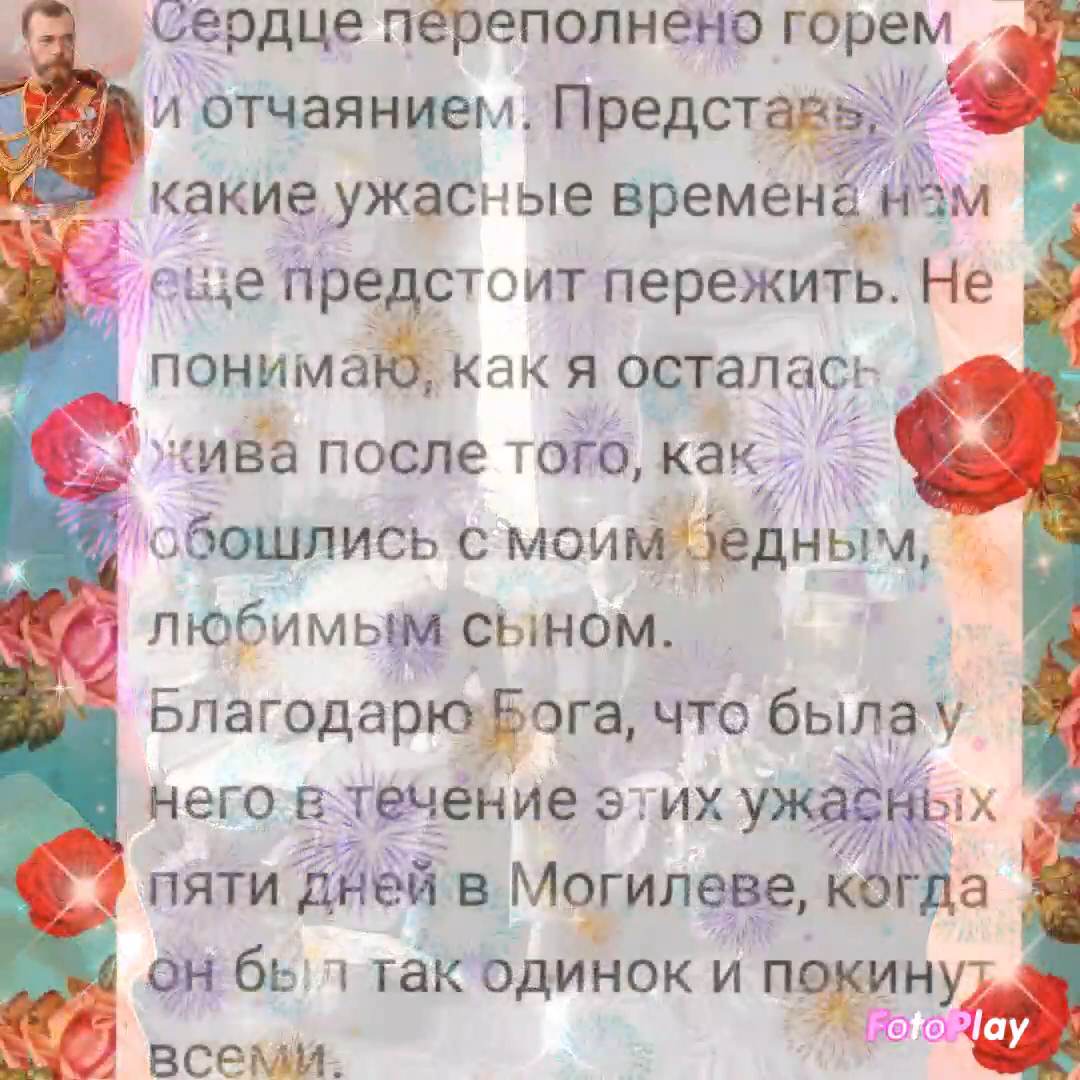 Сердце переполнено горем
и отчаянием. Представь,
какие ужасные времена нам
еще предстоит пережить. Не
понимаю, как я осталась
жива после того, как
обошлись с моим бедным,
любимым сыном.
Благодарю Бога, что была у
него в течение этих ужасных
пяти дней в Могилеве, когда
он был так одинок и покинут
всеми.
FotoPlay